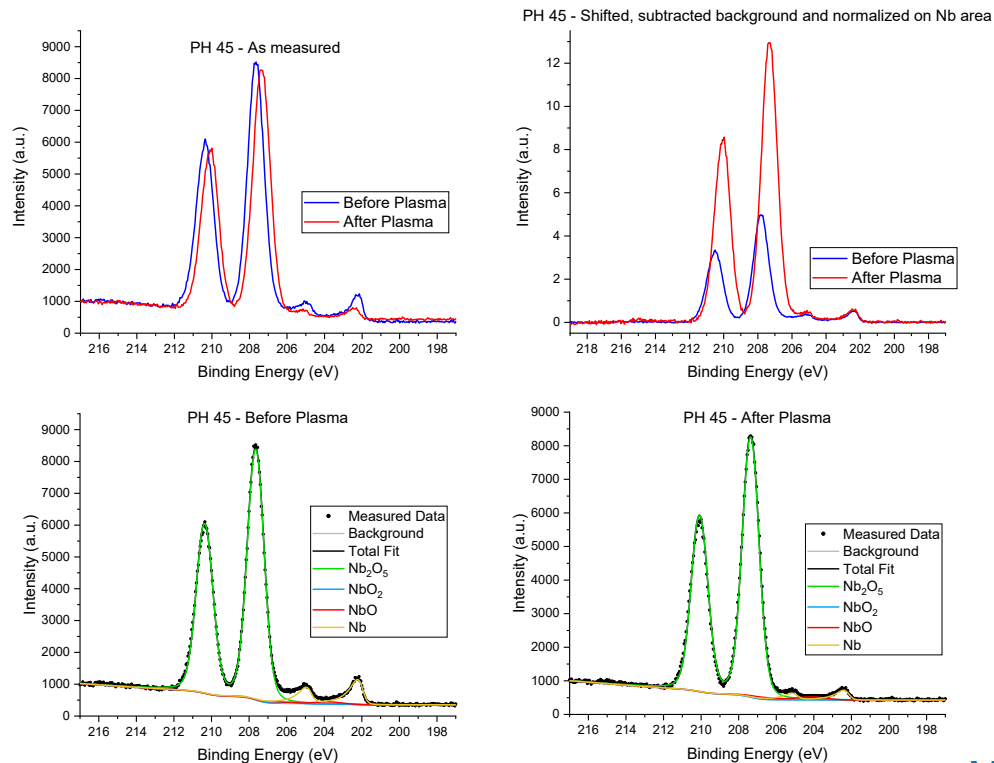 PH 45 - As measured
9000
8000
7000
6000
5000
4000
3000
2000
1000
0
Intensity (a.u.)
Before Plasma
After Plasma
216 214 212 210 208 206 204 202 200 198
Binding Energy (eV)
PH 45 - Shifted, subtracted background and normalized on Nb area
12
10
8
6
4
2
0
Intensity (a.u.)
Before Plasma
After Plasma
218 216 214 212 210 208 206 204 202 200 198
Binding Energy (eV)
PH 45 - Before Plasma
9000
8000
7000
6000
5000
4000
3000
2000
1000
0
Intensity (a.u.)
Measured Data
Background
Total Fit
Nb₂O₅
NbO₂
NbO
Nb
216 214 212 210 208 206 204 202 200 198
Binding Energy (eV)
PH 45 - After Plasma
9000
8000
7000
6000
5000
4000
3000
2000
1000
0
Intensity (a.u.)
Measured Data
Background
Total Fit
Nb₂O₅
NbO₂
NbO
Nb
216 214 212 210 208 206 204 202 200 198
Binding Energy (eV)